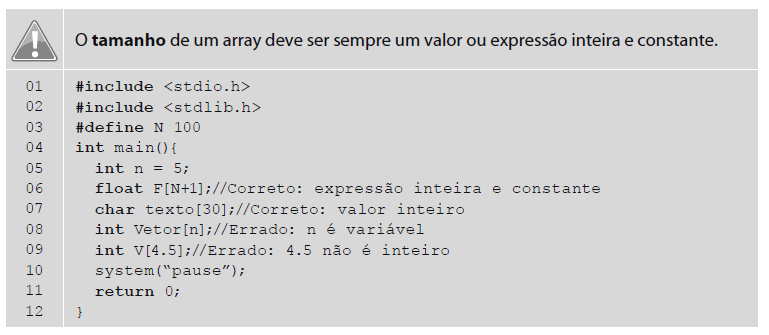 O tamanho de um array deve ser sempre um valor ou expressão inteira e constante.
01 #include <stdio.h>
02 #include <stdlib.h>
03 #define N 100
04 int main(){
05 int n = 5;
06 float F[N+1];//Correto: expressão inteira e constante
07 char texto[30];//Correto: valor inteiro
08 int Vetor[n];//Errado: n é variável
09 int V[4.5];//Errado: 4.5 não é inteiro
10 system(“pause”);
11 return 0;
12 }